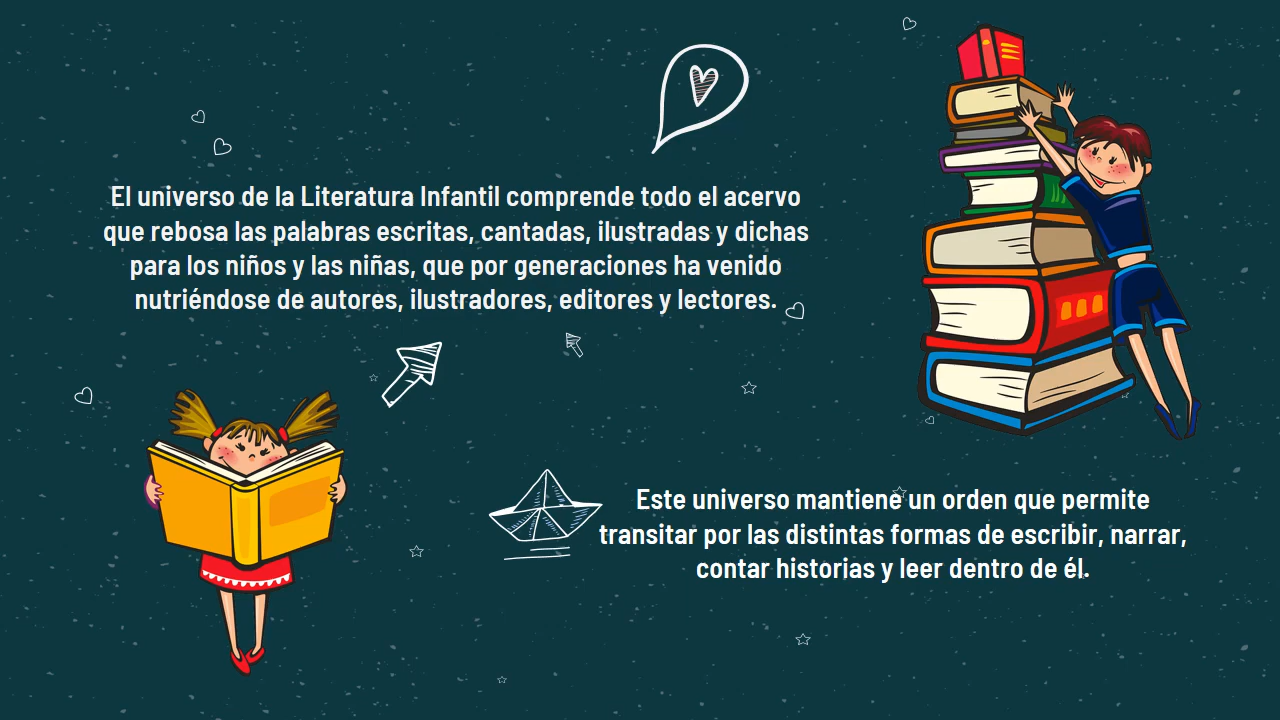 El universo de la Literatura Infantil comprende todo el acervo
que rebosa las palabras escritas, cantadas, ilustradas y dichas
para los niños y las niñas, que por generaciones ha venido
nutriéndose de autores, ilustradores, editores y lectores.
Este universo mantiene un orden que permite
transitar por las distintas formas de escribir, narrar,
contar historias y leer dentro de él.